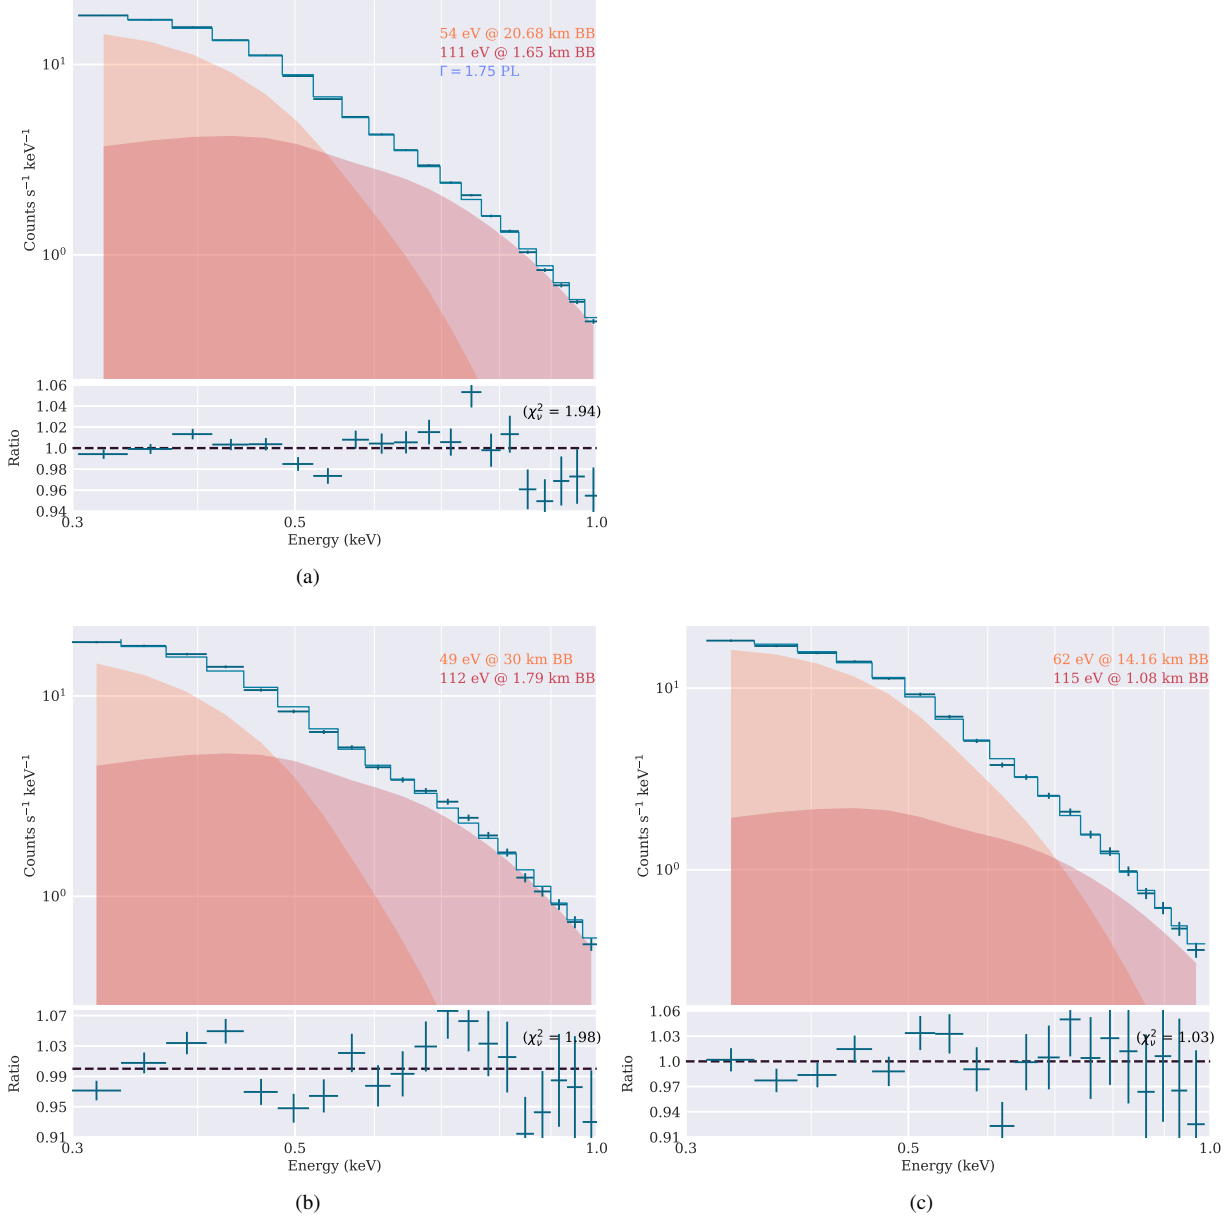 54 eV @ 20.68 km BB
111 eV @ 1.65 km BB
Γ = 1.75 PL
10¹
10⁰
Counts s⁻¹ keV⁻¹
1.06
1.04
1.02
1.0
0.98
0.96
0.94
Ratio
(χ²ᵥ = 1.94)
0.3
0.5
1.0
Energy (keV)
(a)
49 eV @ 30 km BB
112 eV @ 1.79 km BB
10¹
10⁰
Counts s⁻¹ keV⁻¹
1.07
1.03
0.99
0.95
0.91
Ratio
(χ²ᵥ = 1.98)
0.3
0.5
1.0
Energy (keV)
(b)
62 eV @ 14.16 km BB
115 eV @ 1.08 km BB
10¹
10⁰
Counts s⁻¹ keV⁻¹
1.06
1.03
1.0
0.97
0.94
0.91
Ratio
(χ²ᵥ = 1.03)
0.3
0.5
1.0
Energy (keV)
(c)